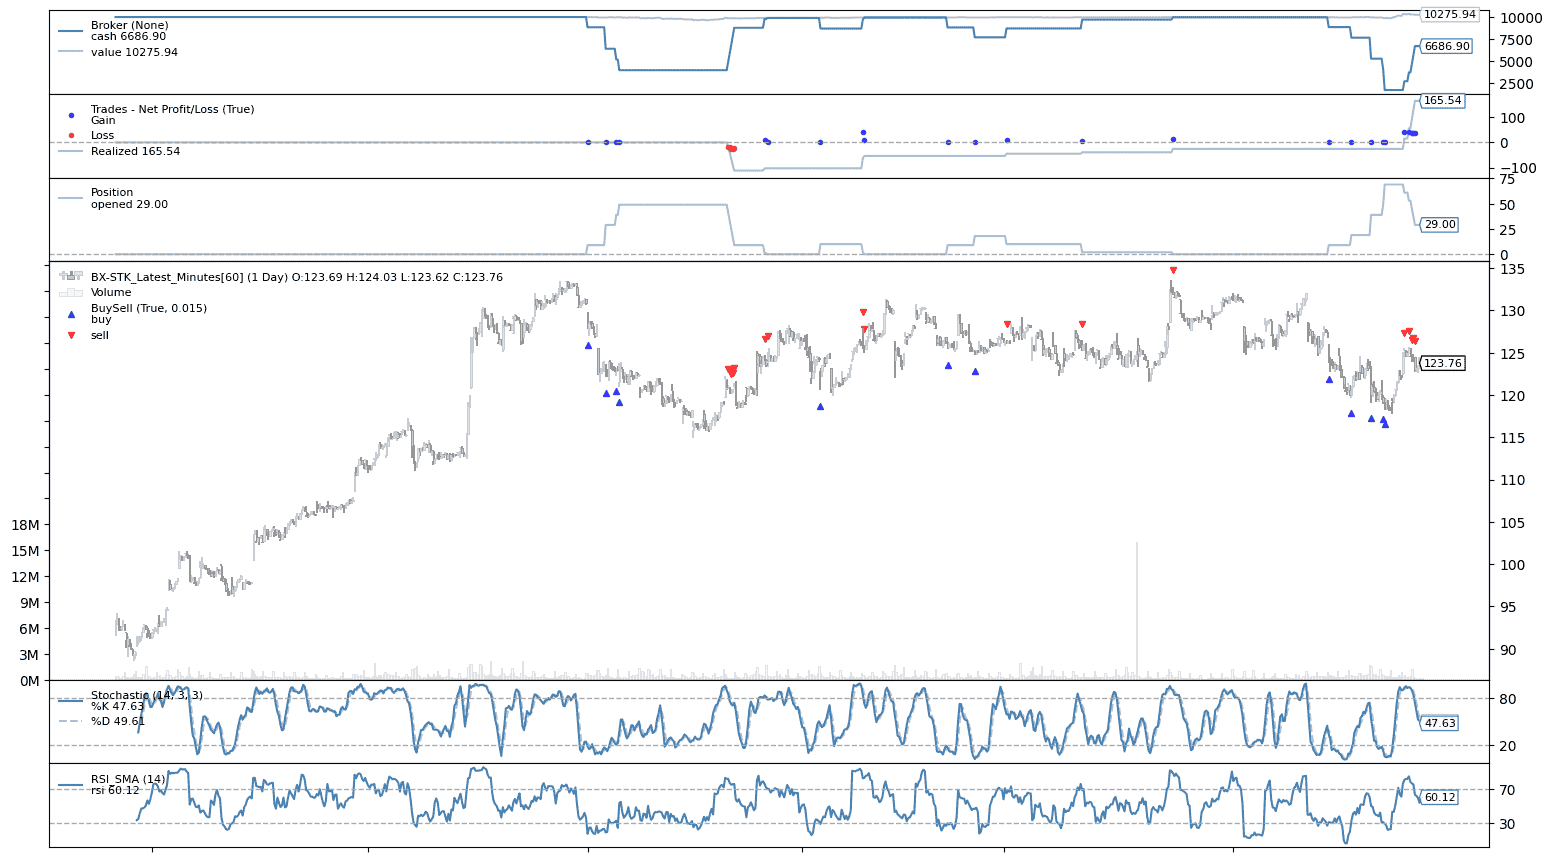 Broker (None)
cash 6686.90
value 10275.94
10275.94
6686.90
10000
7500
5000
2500
Trades - Net Profit/Loss (True)
Gain
Loss
Realized 165.54
165.54
100
0
−100
Position
opened 29.00
29.00
75
50
25
0
BX-STK_Latest_Minutes[60] (1 Day) O:123.69 H:124.03 L:123.62 C:123.76
Volume
BuySell (True, 0.015)
buy
sell
123.76
135
130
125
120
115
110
105
100
95
90
18M
15M
12M
9M
6M
3M
0M
Stochastic (14, 3, 3)
%K 47.63
%D 49.61
47.63
80
20
RSI_SMA (14)
rsi 60.12
60.12
70
30